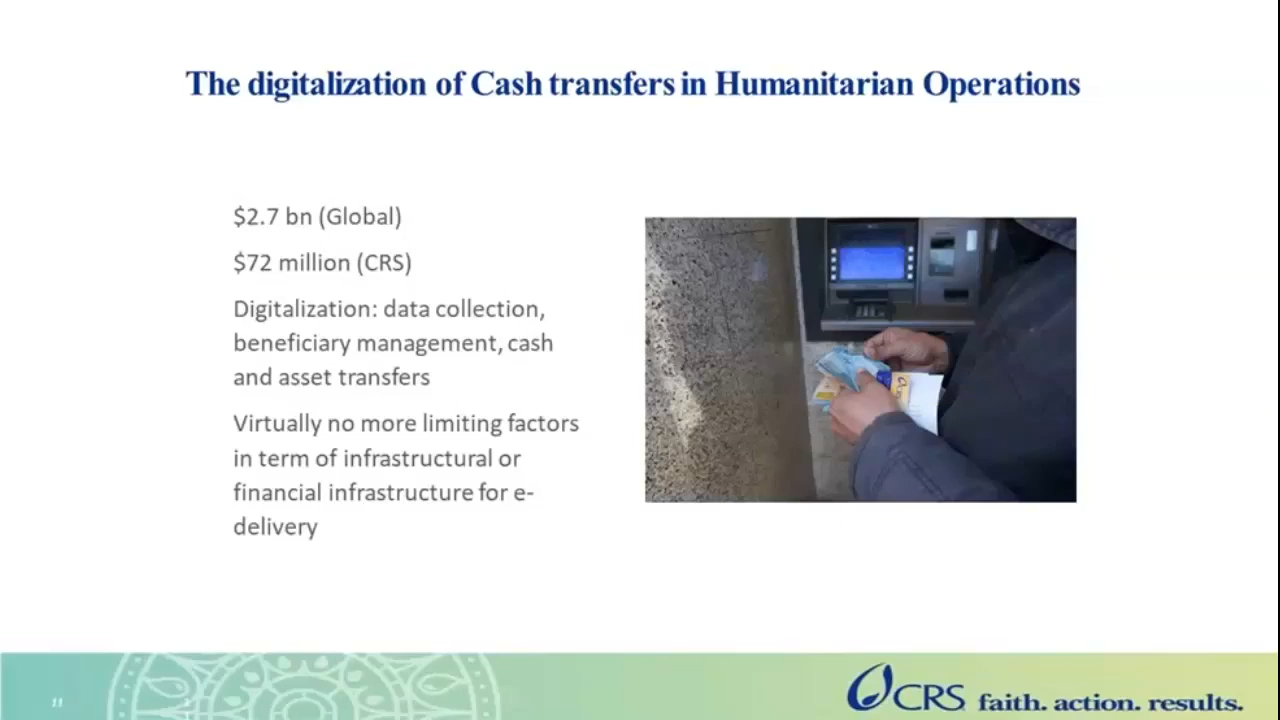 The digitalization of Cash transfers in Humanitarian Operations
$2.7 bn (Global)
$72 million (CRS)
Digitalization: data collection,
beneficiary management, cash
and asset transfers
Virtually no more limiting factors
in term of infrastructural or
financial infrastructure for e-
delivery
11
CRS faith. action. results.